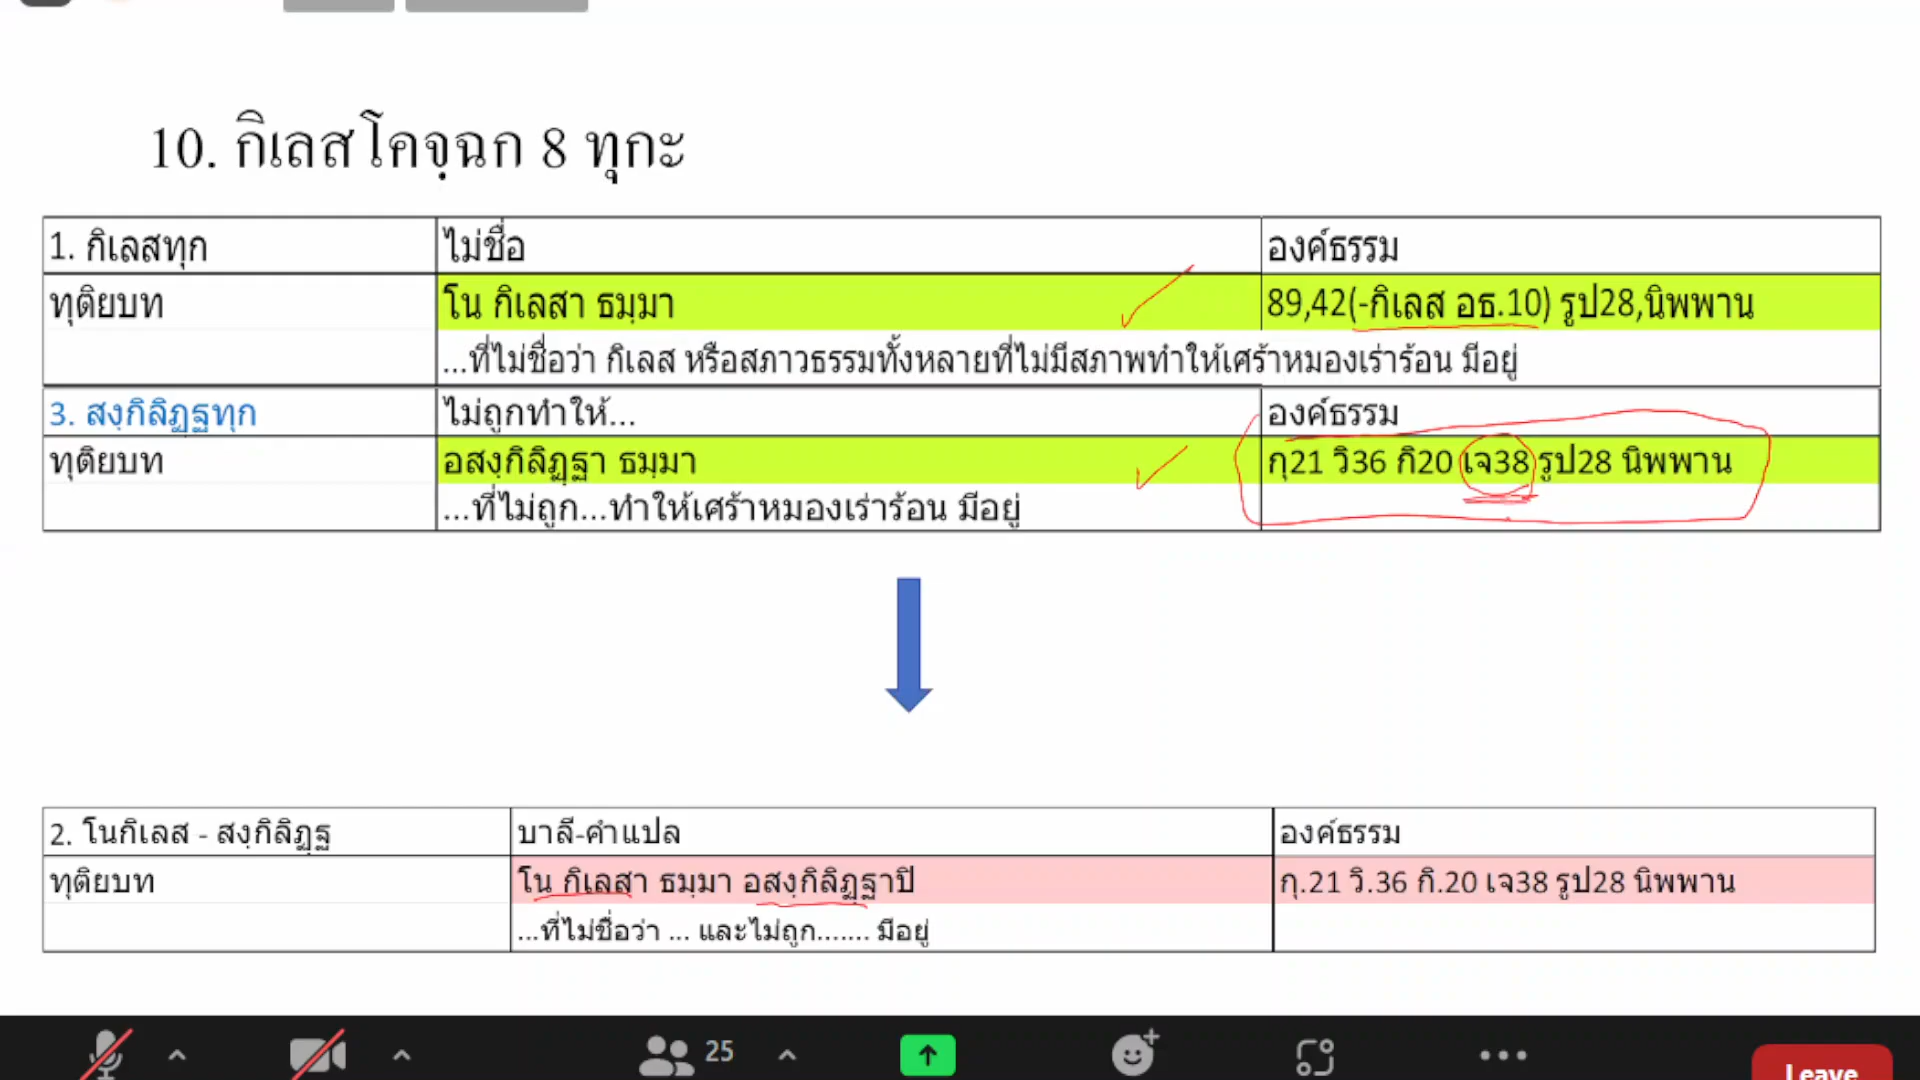 10. กิเลสโคจฺฉก 8 ทุกะ
1. กิเลสทุก ไม่ชื่อ องค์ธรรม
ทุติยบท โน กิเลสา ธมฺมา 89,42(-กิเลส อธ.10) รูป28,นิพพาน
...ที่ไม่ชื่อว่า กิเลส หรือสภาวธรรมทั้งหลายที่ไม่มีสภาพทำให้เศร้าหมองเร่าร้อน มีอยู่
3. สงฺกิลิฏฺฐทุก ไม่ถูกทำให้... องค์ธรรม
ทุติยบท อสงฺกิลิฏฺฐา ธมฺมา กุ21 วิ36 กิ20 เจ38 รูป28 นิพพาน
...ที่ไม่ถูก...ทำให้เศร้าหมองเร่าร้อน มีอยู่
2. โนกิเลส - สงฺกิลิฏฺฐ บาลี-คำแปล องค์ธรรม
ทุติยบท โน กิเลสา ธมฺมา อสงฺกิลิฏฺฐาปิ กุ.21 วิ.36 กิ.20 เจ38 รูป28 นิพพาน
...ที่ไม่ชื่อว่า ... และไม่ถูก....... มีอยู่
25
Leave